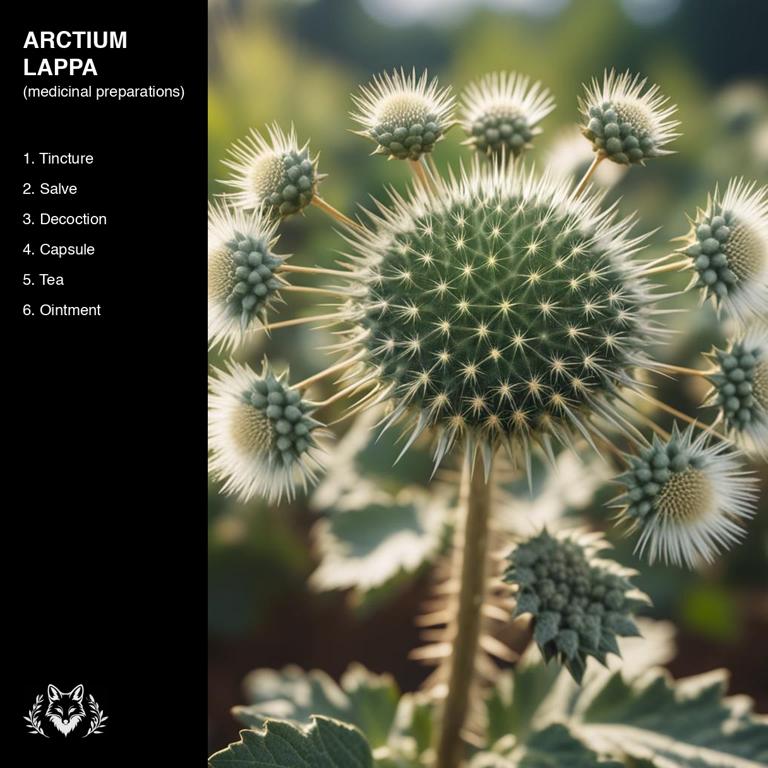 ARCTIUM
LAPPA
(medicinal preparations)
1. Tincture
2. Salve
3. Decoction
4. Capsule
5. Tea
6. Ointment